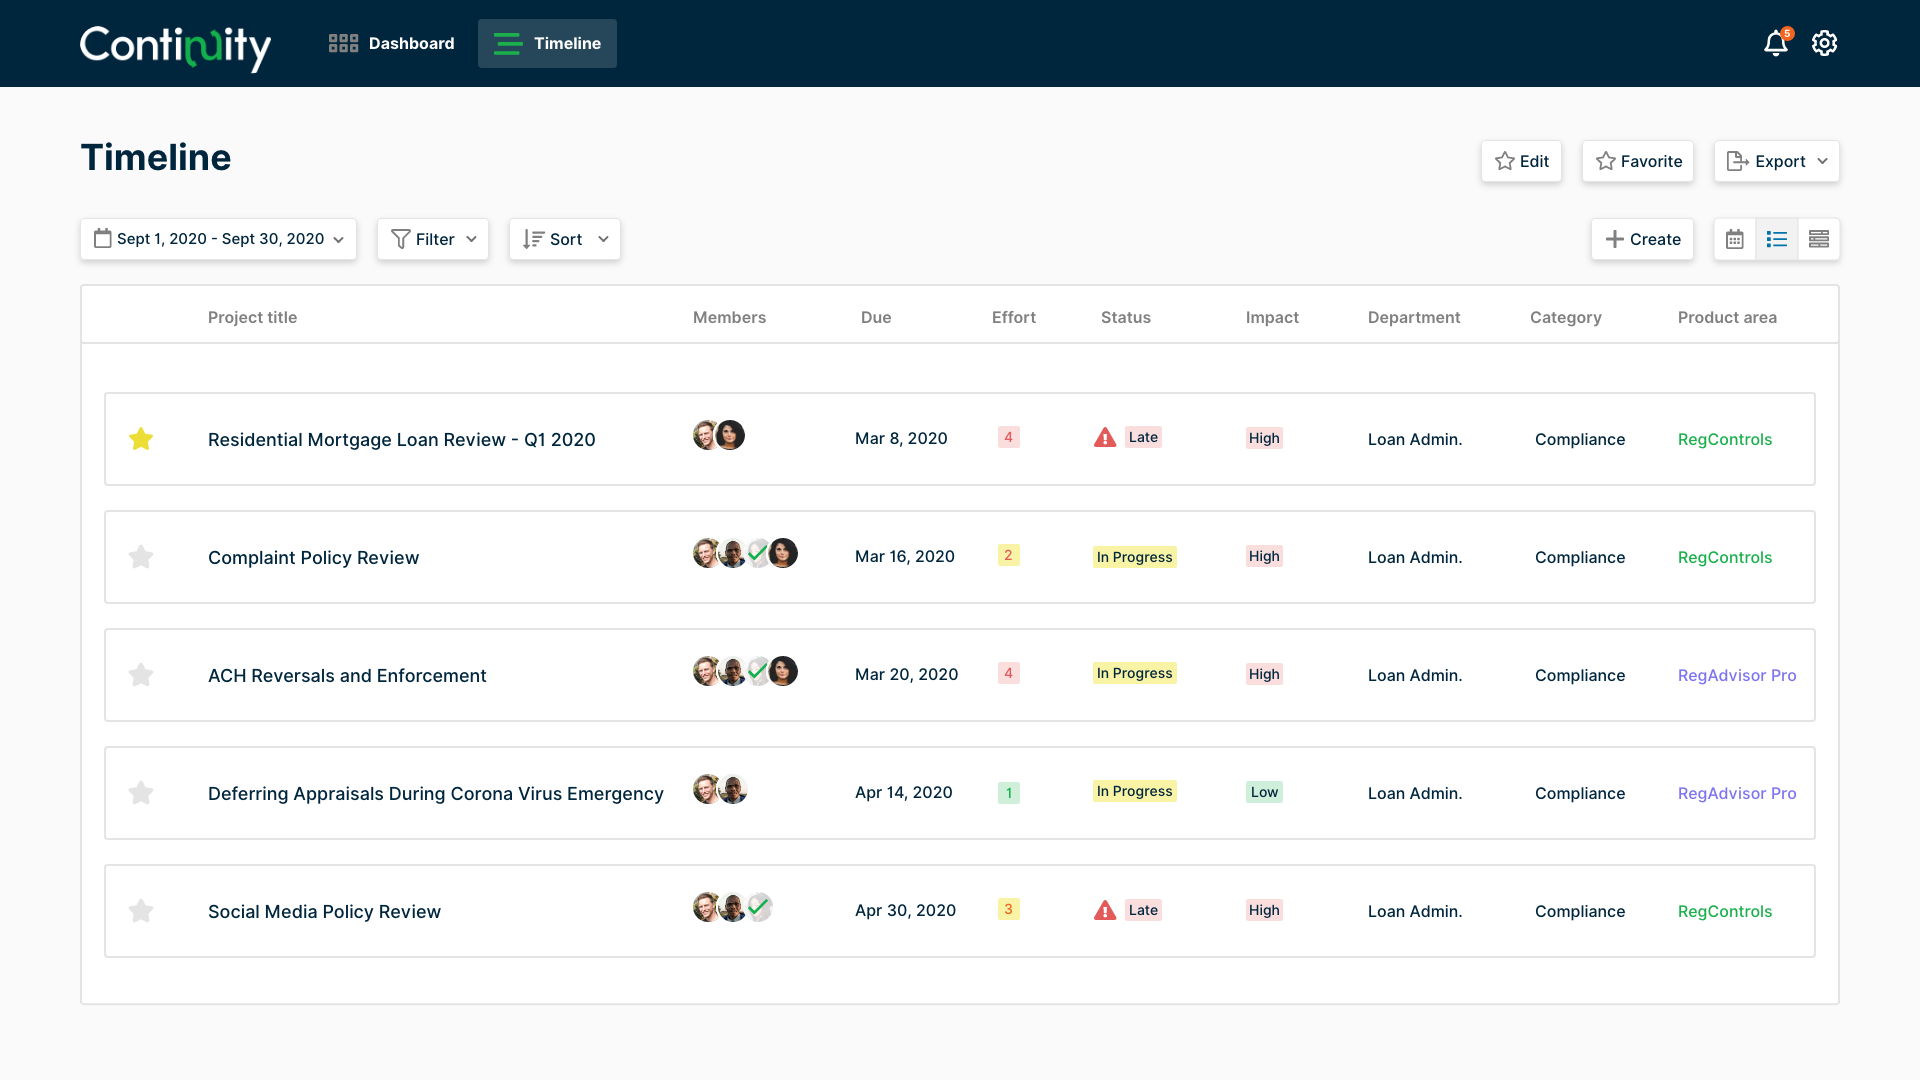 Continuity
Dashboard
Timeline
5
Timeline
Edit
Favorite
Export
Sept 1, 2020 - Sept 30, 2020
Filter
Sort
Create
Project title Members Due Effort Status Impact Department Category Product area
Residential Mortgage Loan Review - Q1 2020 Mar 8, 2020 4 Late High Loan Admin. Compliance RegControls
Complaint Policy Review Mar 16, 2020 2 In Progress High Loan Admin. Compliance RegControls
ACH Reversals and Enforcement Mar 20, 2020 4 In Progress High Loan Admin. Compliance RegAdvisor Pro
Deferring Appraisals During Corona Virus Emergency Apr 14, 2020 1 In Progress Low Loan Admin. Compliance RegAdvisor Pro
Social Media Policy Review Apr 30, 2020 3 Late High Loan Admin. Compliance RegControls